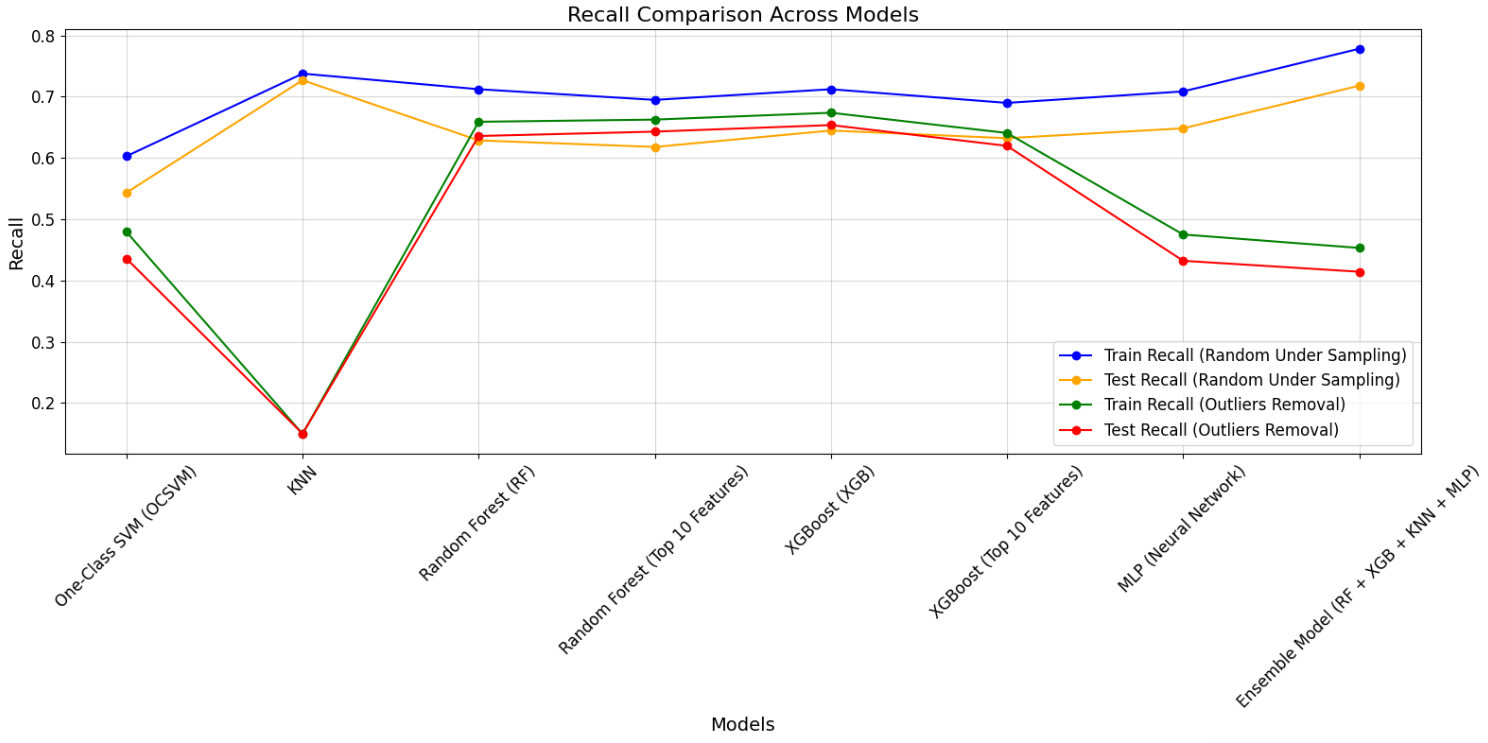 Recall Comparison Across Models
Recall
0.8
0.7
0.6
0.5
0.4
0.3
0.2
Train Recall (Random Under Sampling)
Test Recall (Random Under Sampling)
Train Recall (Outliers Removal)
Test Recall (Outliers Removal)
One-Class SVM (OCSVM)
KNN
Random Forest (RF)
Random Forest (Top 10 Features)
XGBoost (XGB)
XGBoost (Top 10 Features)
MLP (Neural Network)
Ensemble Model (RF + XGB + KNN + MLP)
Models